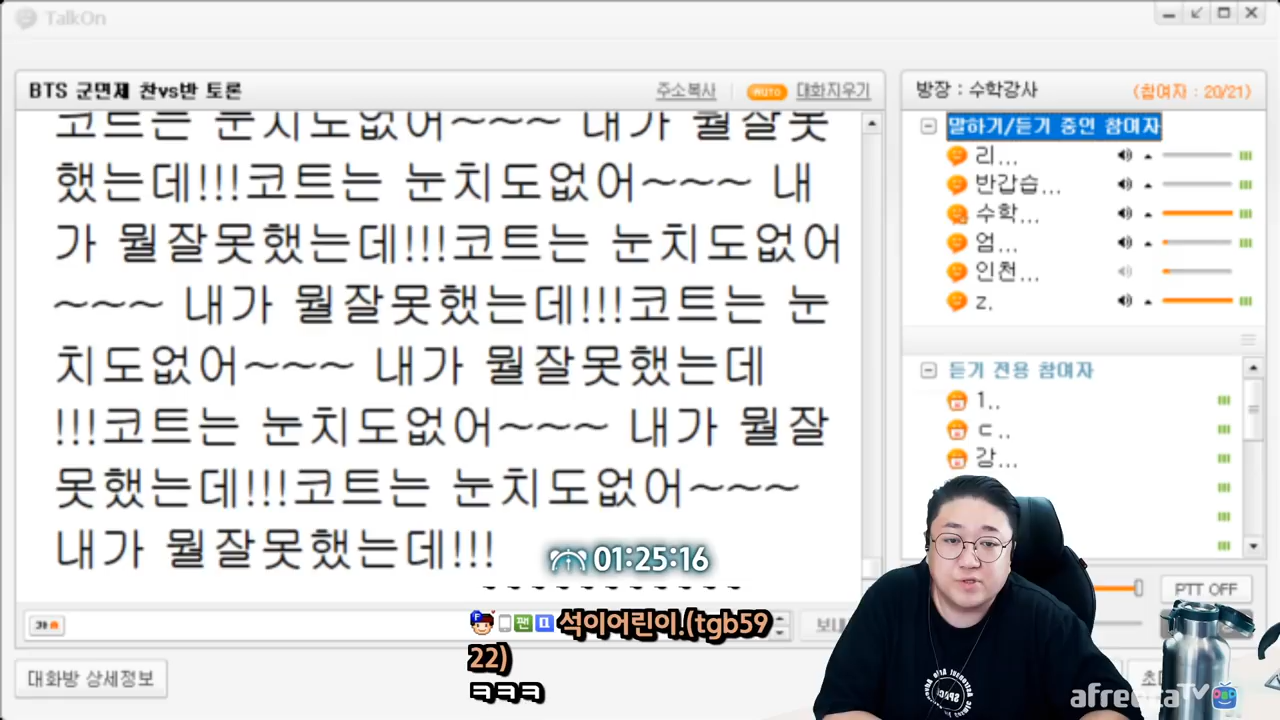 TalkOn
BTS 군면제 찬vs반 토론
주소복사
AUTO
대화지우기
방장 : 수학강사
(참여자 : 20/21)
코트는 눈치도없어~~~ 내가 뭘잘못
했는데!!!코트는 눈치도없어~~~ 내
가 뭘잘못했는데!!!코트는 눈치도없어
~~~ 내가 뭘잘못했는데!!!코트는 눈
치도없어~~~ 내가 뭘잘못했는데
!!!코트는 눈치도없어~~~ 내가 뭘잘
못했는데!!!코트는 눈치도없어~~~
내가 뭘잘못했는데!!!
말하기/듣기 중인 참여자
리...
반갑습...
수학...
엄...
인천...
z.
듣기 전용 참여자
1..
ㄷ..
강...
01:25:16
PTT OFF
가
보내
F 팬 1 석이어린이.(tgb59
22)
ㅋㅋㅋ
대화방 상세정보
초대
afreecaTV